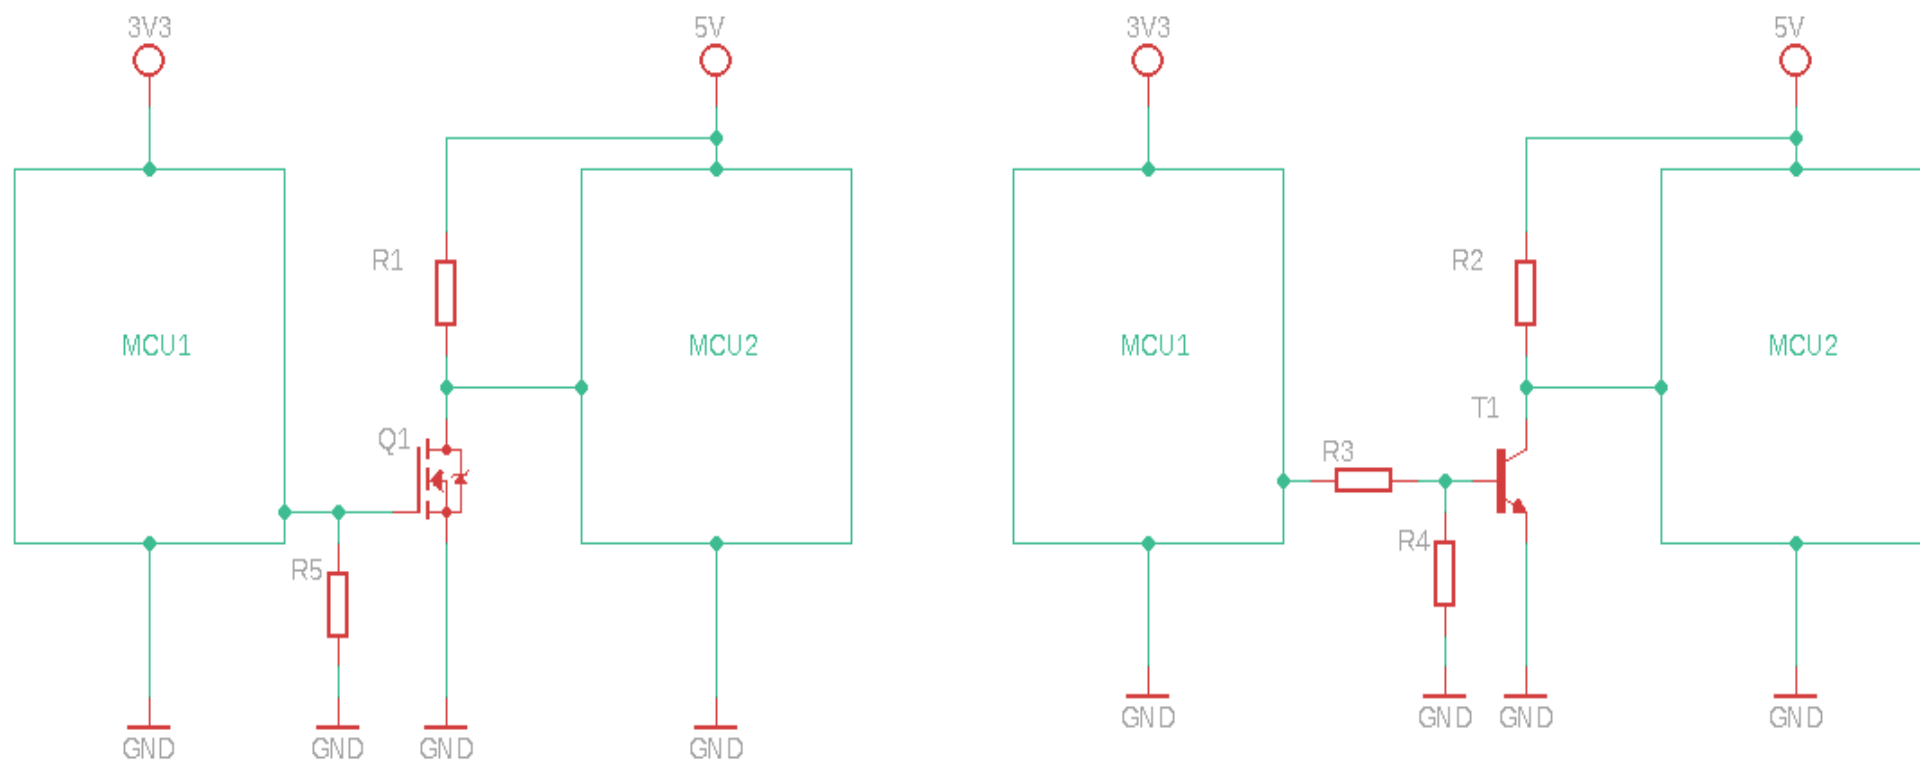 3V3
5V
3V3
5V
R1
R2
MCU1
MCU2
MCU1
MCU2
T1
Q1
R3
R4
R5
GND
GND
GND
GND
GND
GND
GND
GND